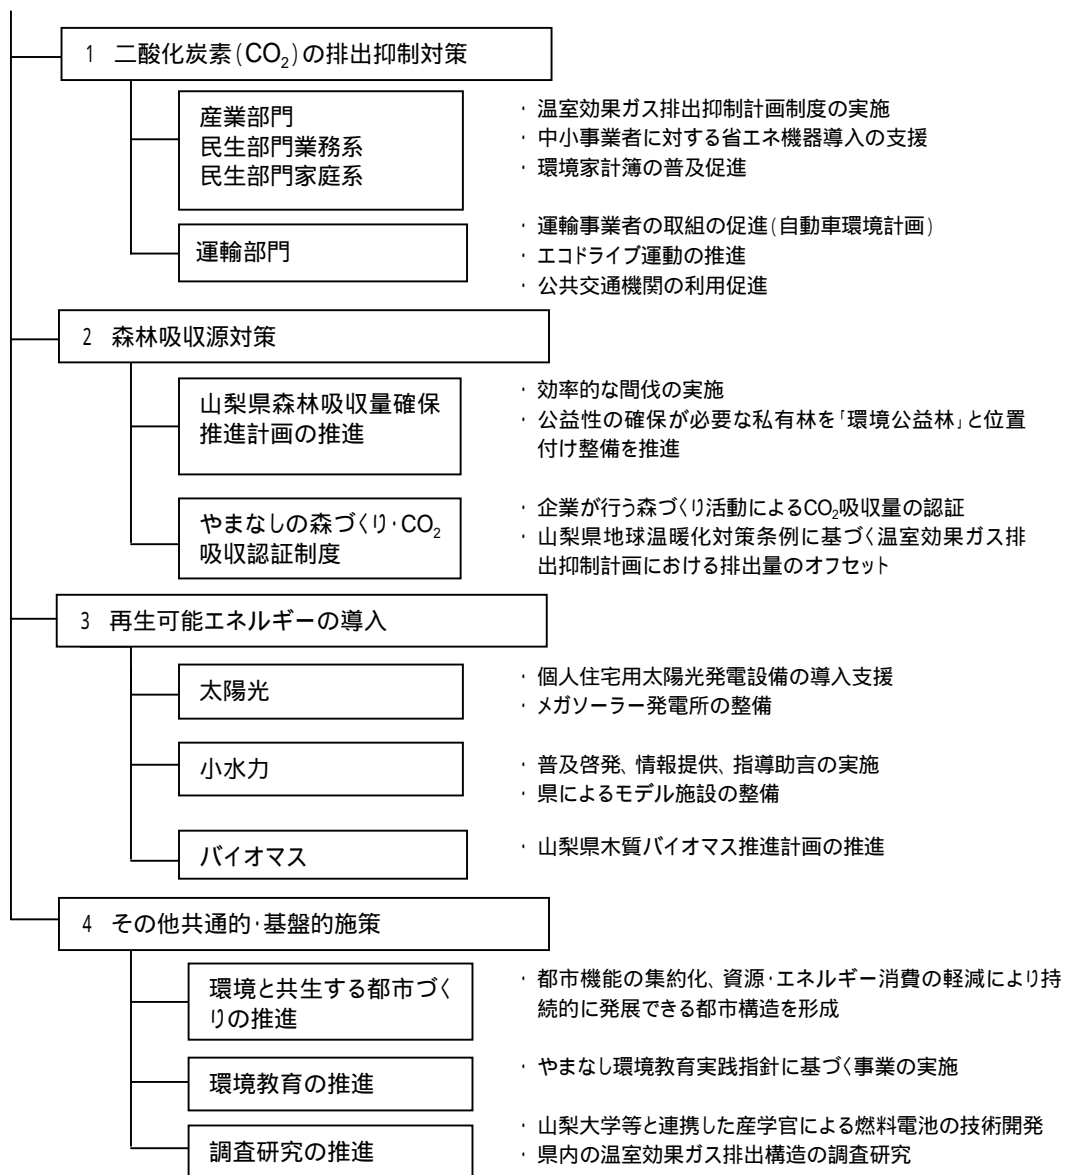 1 二酸化炭素(CO₂)の排出抑制対策
産業部門
民生部門業務系
民生部門家庭系
・ 温室効果ガス排出抑制計画制度の実施
・ 中小事業者に対する省エネ機器導入の支援
・ 環境家計簿の普及促進
運輸部門
・ 運輸事業者の取組の促進(自動車環境計画)
・ エコドライブ運動の推進
・ 公共交通機関の利用促進
2 森林吸収源対策
山梨県森林吸収量確保
推進計画の推進
・ 効率的な間伐の実施
・ 公益性の確保が必要な私有林を「環境公益林」と位置
付け整備を推進
やまなしの森づくり・CO₂
吸収認証制度
・ 企業が行う森づくり活動によるCO₂吸収量の認証
・ 山梨県地球温暖化対策条例に基づく温室効果ガス排
出抑制計画における排出量のオフセット
3 再生可能エネルギーの導入
太陽光
・ 個人住宅用太陽光発電設備の導入支援
・ メガソーラー発電所の整備
小水力
・ 普及啓発、情報提供、指導助言の実施
・ 県によるモデル施設の整備
バイオマス
・ 山梨県木質バイオマス推進計画の推進
4 その他共通的・基盤的施策
環境と共生する都市づく
りの推進
・ 都市機能の集約化、資源・エネルギー消費の軽減により持
続的に発展できる都市構造を形成
環境教育の推進
・ やまなし環境教育実践指針に基づく事業の実施
調査研究の推進
・ 山梨大学等と連携した産学官による燃料電池の技術開発
・ 県内の温室効果ガス排出構造の調査研究